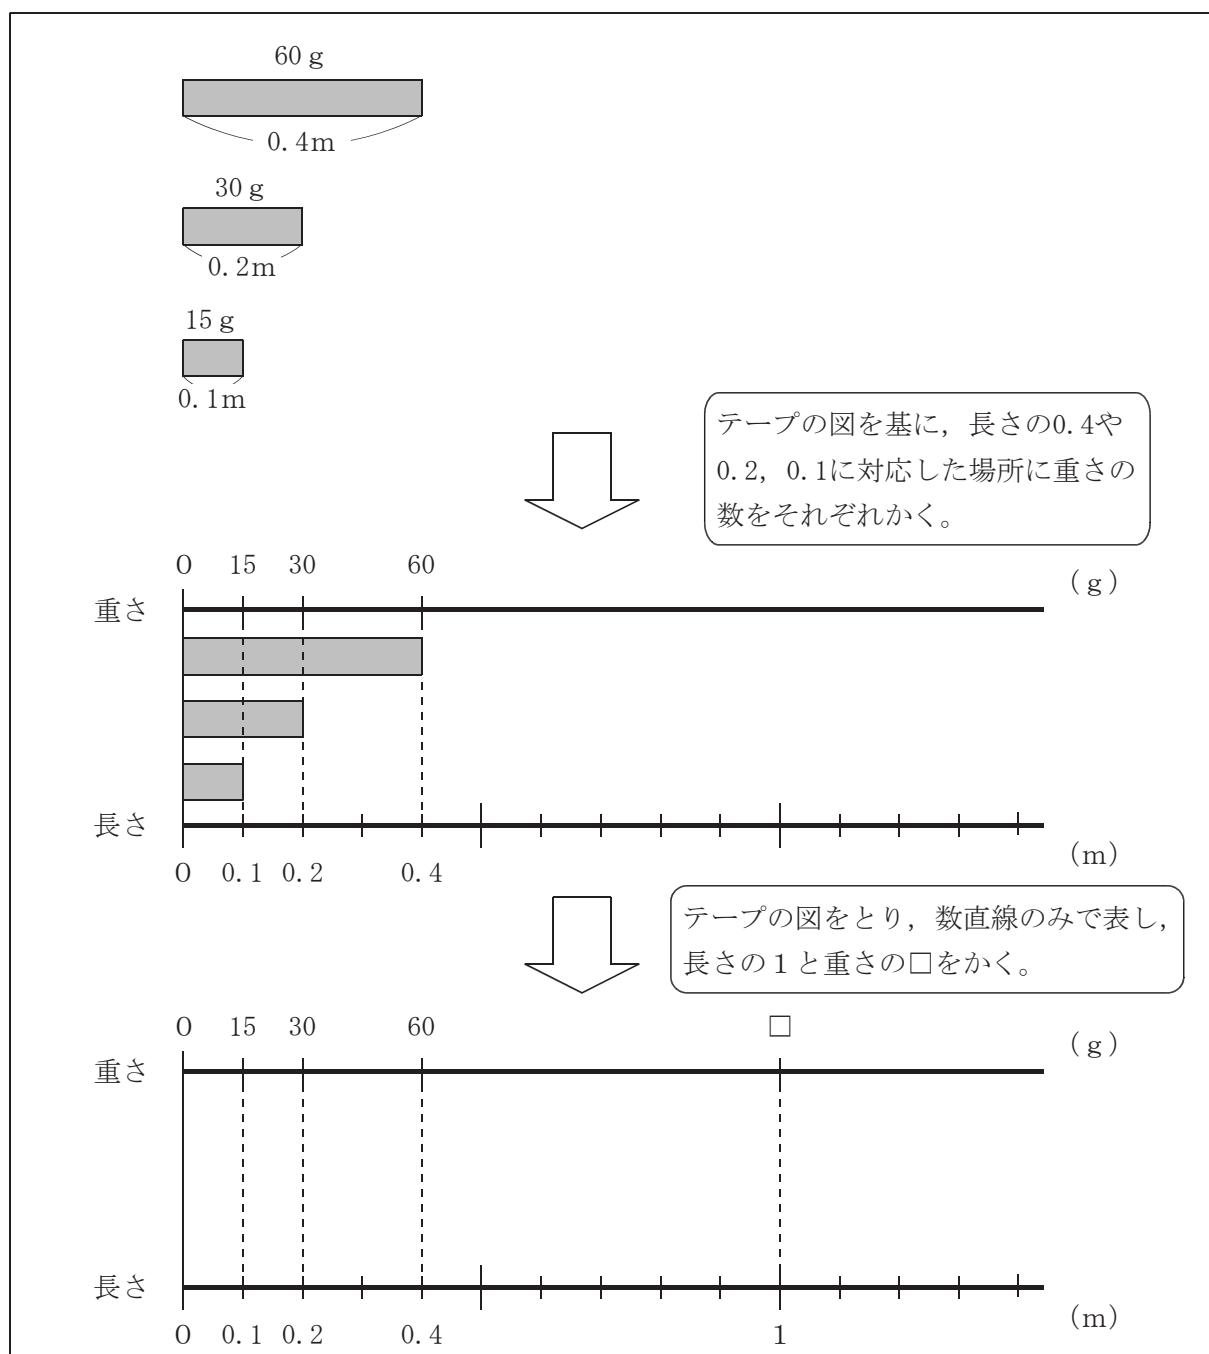 60 g
0.4m
30 g
0.2m
15 g
0.1m
テープの図を基に，長さの0.4や
0.2，0.1に対応した場所に重さの
数をそれぞれかく。
0 15 30 60 (g)
重さ
長さ
0 0.1 0.2 0.4 (m)
テープの図をとり，数直線のみで表し，
長さの１と重さの□をかく。
0 15 30 60 □ (g)
重さ
長さ
0 0.1 0.2 0.4 1 (m)